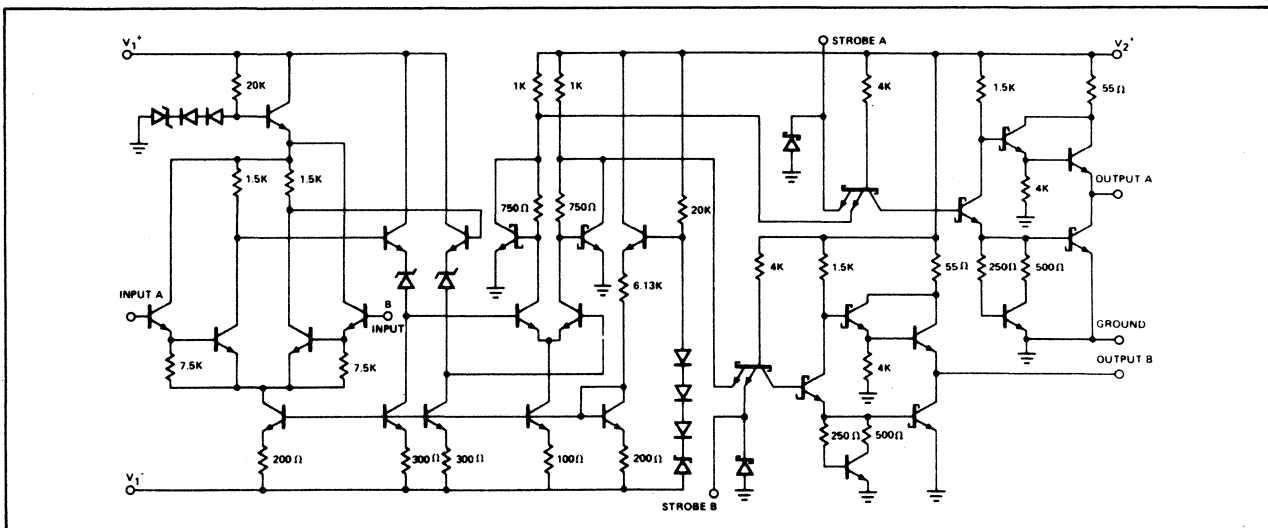 V1+
STROBE A
V2+
20K
1K
1K
4K
1.5K
55Ω
1.5K
1.5K
4K
OUTPUT A
750Ω
750Ω
20K
4K
1.5K
55Ω
250Ω
500Ω
6.13K
INPUT A
B
INPUT
GROUND
7.5K
7.5K
4K
OUTPUT B
250Ω
500Ω
200Ω
300Ω
300Ω
100Ω
200Ω
V1-
STROBE B